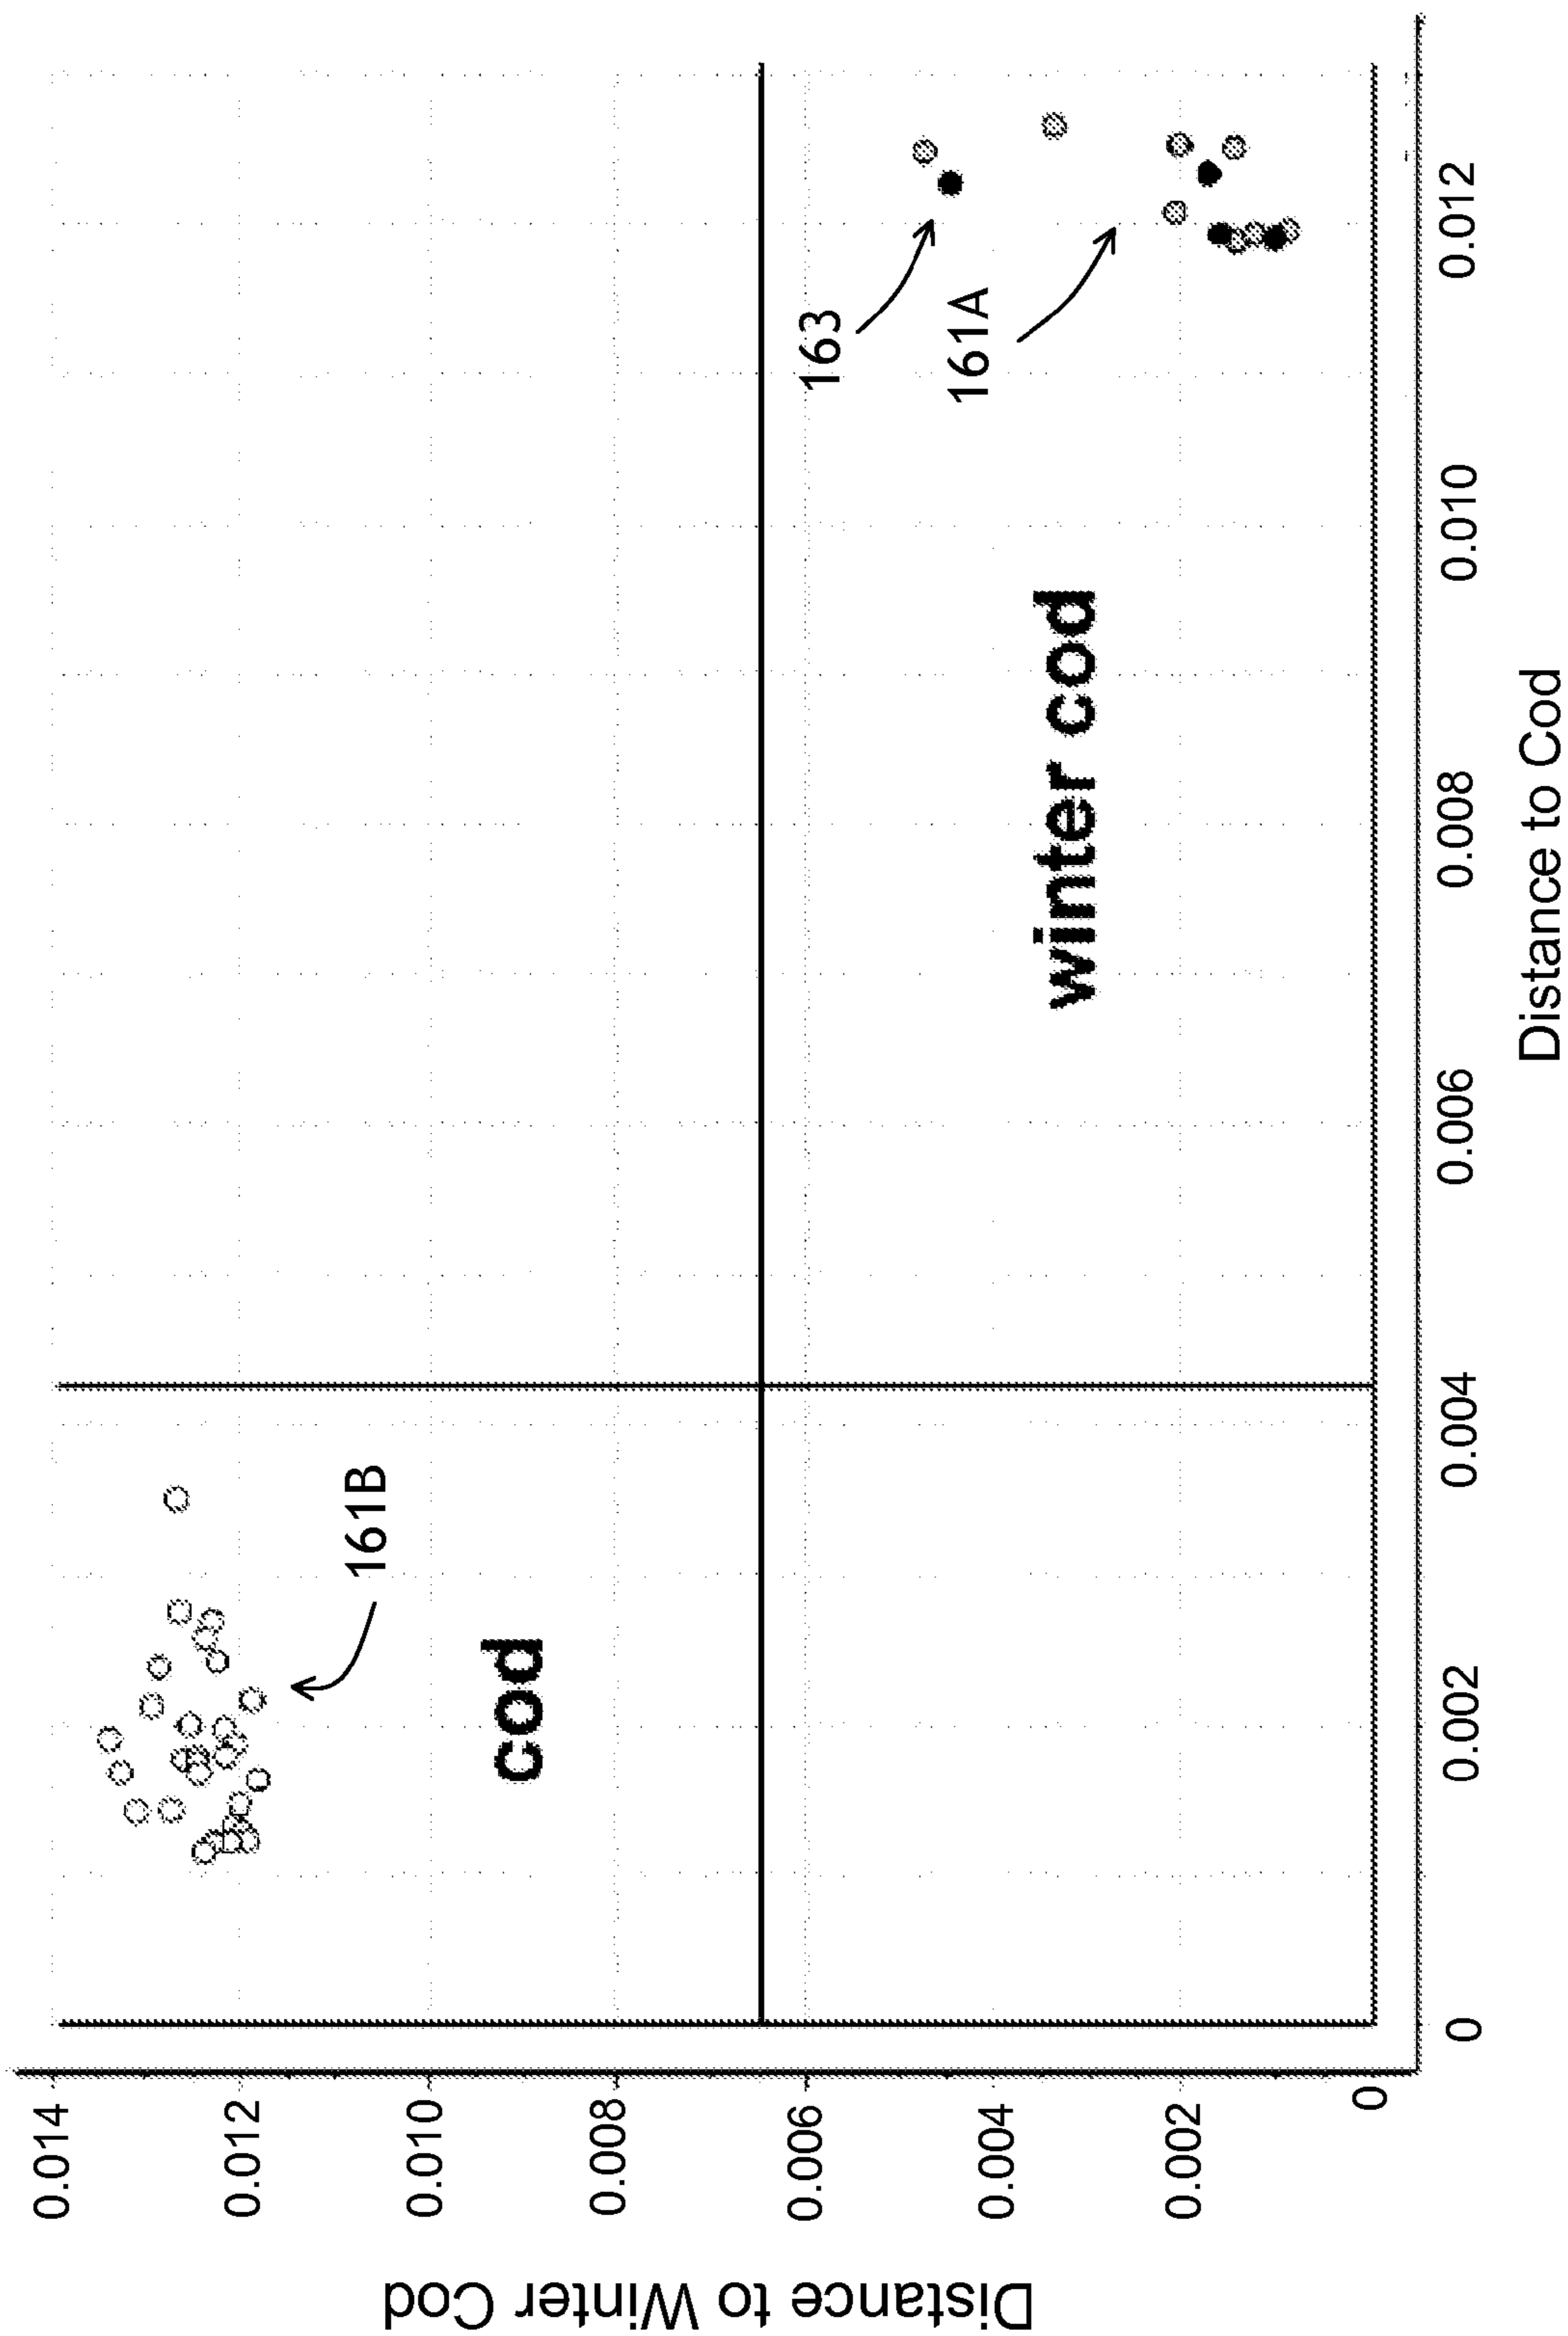 Distance to Winter Cod
0.014
0.012
0.010
0.008
0.006
0.004
0.002
0
cod
161B
163
161A
winter cod
0
0.002
0.004
0.006
0.008
0.010
0.012
Distance to Cod